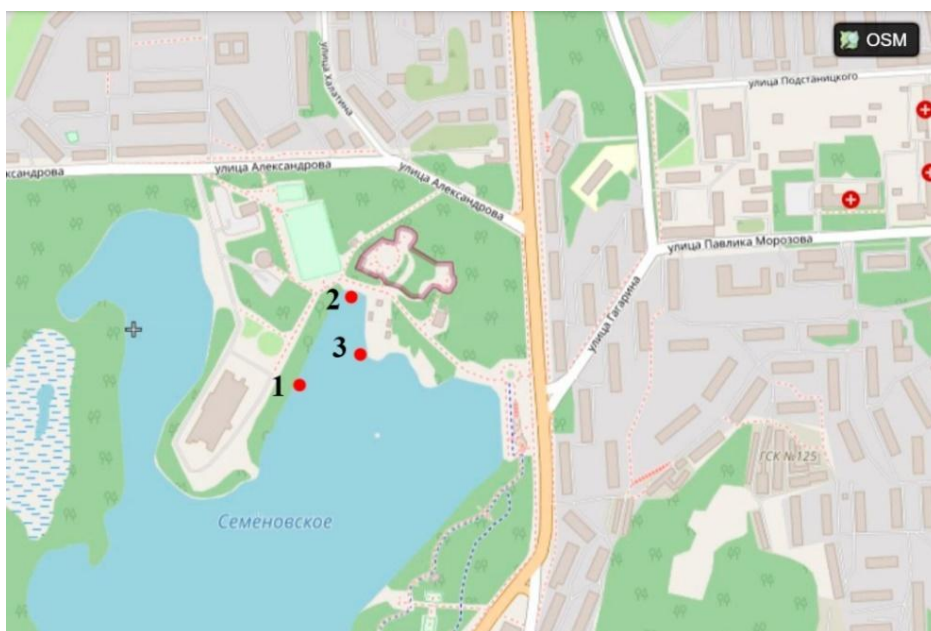 OSM
улица Халатина
улица Подстаницкого
ксандрова
улица Александрова
улица Александрова
улица Павлика Морозова
2
3
1
улица Гагарина
ГСК №125
Семёновское